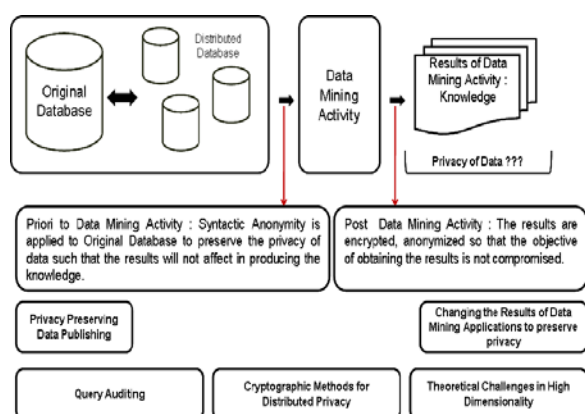 Distributed
Database
Original
Database
Data
Mining
Activity
Results of Data
Mining Activity :
Knowledge
Privacy of Data ???
Priori to Data Mining Activity : Syntactic Anonymity is
applied to Original Database to preserve the privacy of
data such that the results will not affect in producing the
knowledge.
Post Data Mining Activity : The results are
encrypted, anonymized so that the objective
of obtaining the results is not compromised.
Privacy Preserving
Data Publishing
Changing the Results of Data
Mining Applications to preserve
privacy
Query Auditing
Cryptographic Methods for
Distributed Privacy
Theoretical Challenges in High
Dimensionality